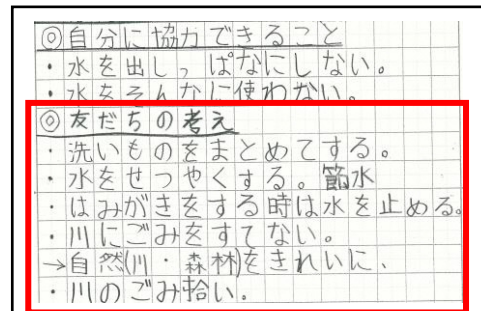 ◎自分に協力できること
・水を出しっぱなにしない。
・水をそんなに使わない。
◎友だちの考え
・洗いものをまとめてする。
・水をせつやくする。節水
・はみがきをする時は水を止める。
・川にごみをすてない。
→自然(川・森林)をきれいに、
・川のごみ拾い。